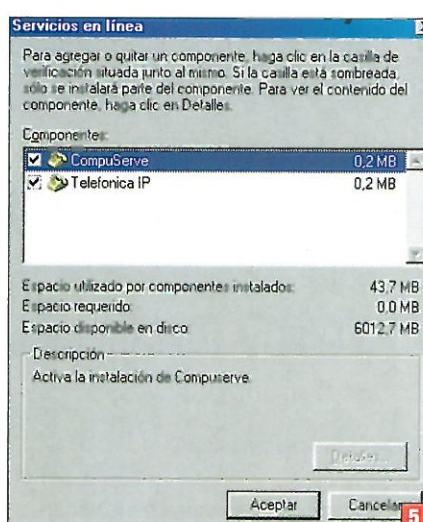 Servicios en línea
Para agregar o quitar un componente, haga clic en la casilla de
verificación situada junto al mismo. Si la casilla está sombreada,
sólo se instalará parte del componente. Para ver el contenido del
componente, haga clic en Detalles.
Componentes:
CompuServe 0,2 MB
Telefonica IP 0,2 MB
Espacio utilizado por componentes instalados: 43,7 MB
Espacio requerido: 0,0 MB
Espacio disponible en disco: 6012,7 MB
Descripción
Activa la instalación de Compuserve.
Detalles...
Aceptar Cancelar
5